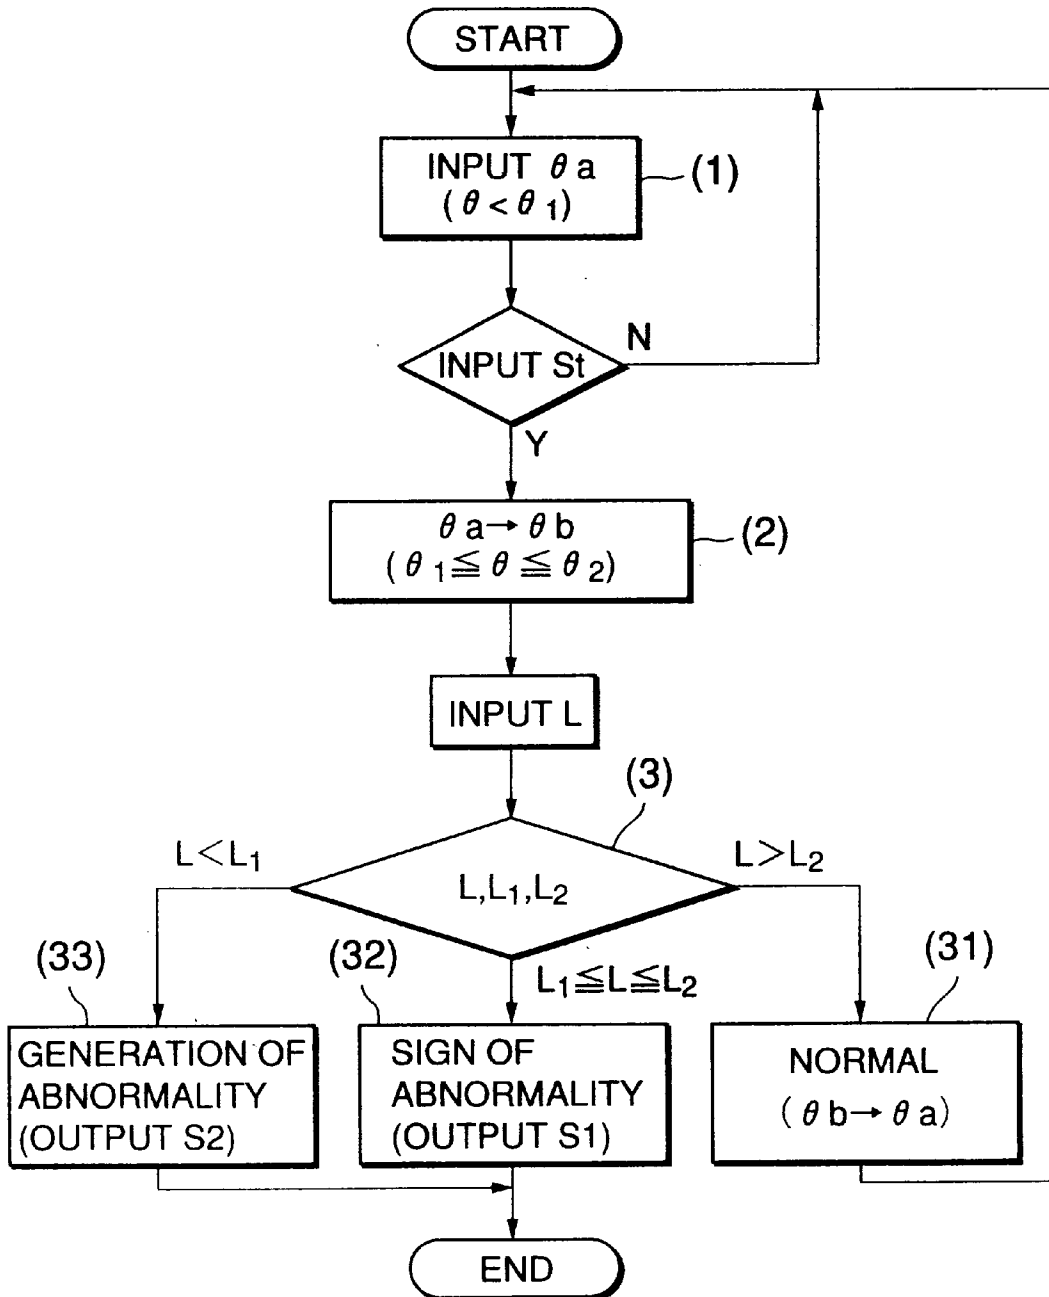 START
INPUT θa
(θ<θ1)
(1)
INPUT St
N
Y
θa→θb
(θ1≦θ≦θ2)
(2)
INPUT L
(3)
L<L1
L,L1,L2
L>L2
L1≦L≦L2
(33)
(32)
(31)
GENERATION OF
ABNORMALITY
(OUTPUT S2)
SIGN OF
ABNORMALITY
(OUTPUT S1)
NORMAL
(θb→θa)
END